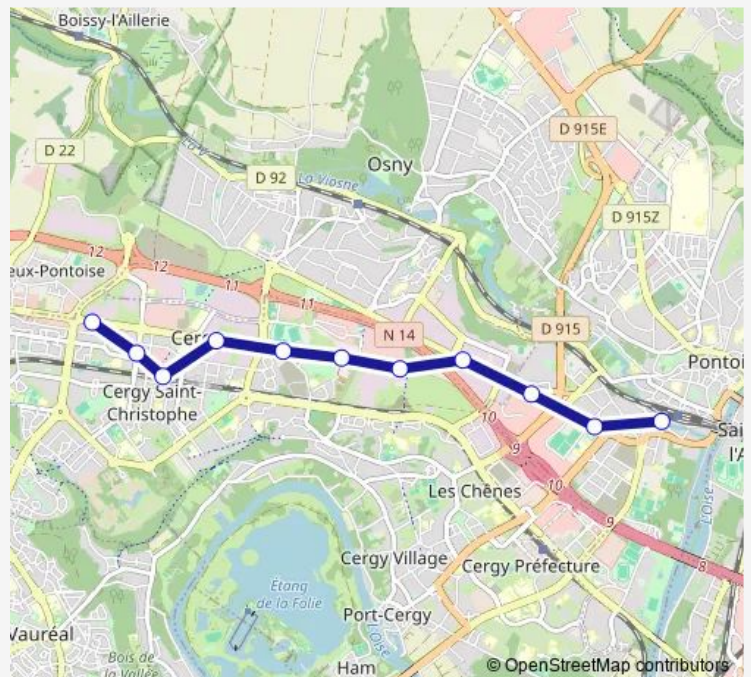 Boissy-l'Aillerie
D 915E
D 22
La V
Osny
D 92
La Viosne
D 915Z
12
eux-Pontoise
12
11
11
N 14
D 915
Cer
Pontoi
Cergy Saint-
Christophe
10
Sai
l'A
9
Les Chênes
10
L'Oise
9
Cergy Village
Cergy Préfecture
8
Étang
de la Folie
Port-Cergy
Vauréal
l'Oise
Bois de
la Vallée
Ham
© OpenStreetMap contributors